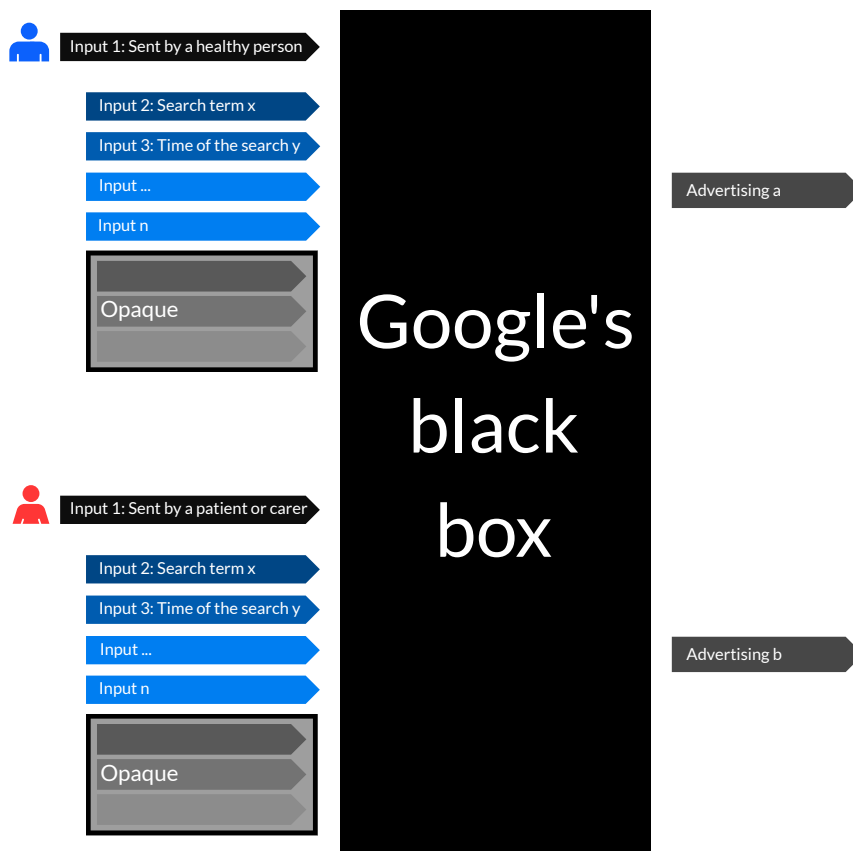 Input 1: Sent by a healthy person
Input 2: Search term x
Input 3: Time of the search y
Input ...
Input n
Opaque
Advertising a
Google's
black
box
Input 1: Sent by a patient or carer
Input 2: Search term x
Input 3: Time of the search y
Input ...
Input n
Opaque
Advertising b